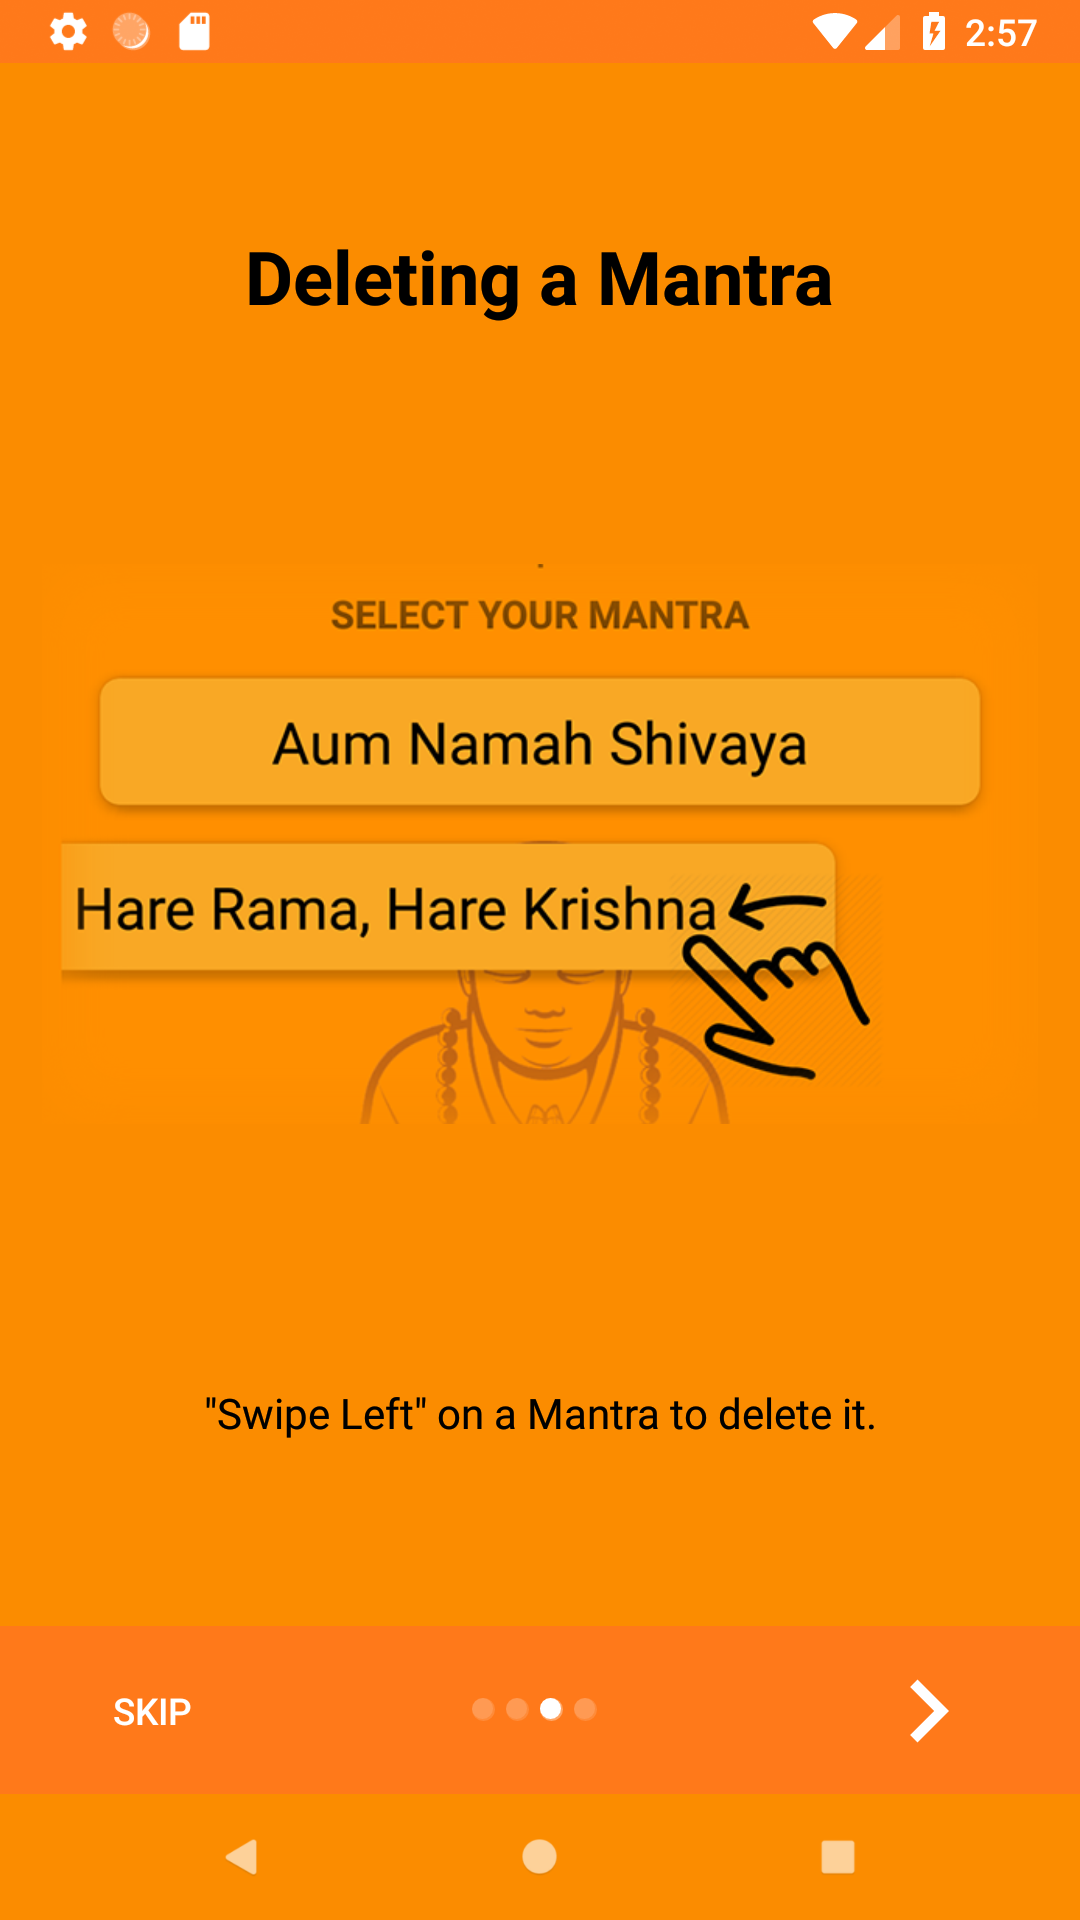 2:57
Deleting a Mantra
SELECT YOUR MANTRA
Aum Namah Shivaya
Hare Rama, Hare Krishna
"Swipe Left" on a Mantra to delete it.
SKIP